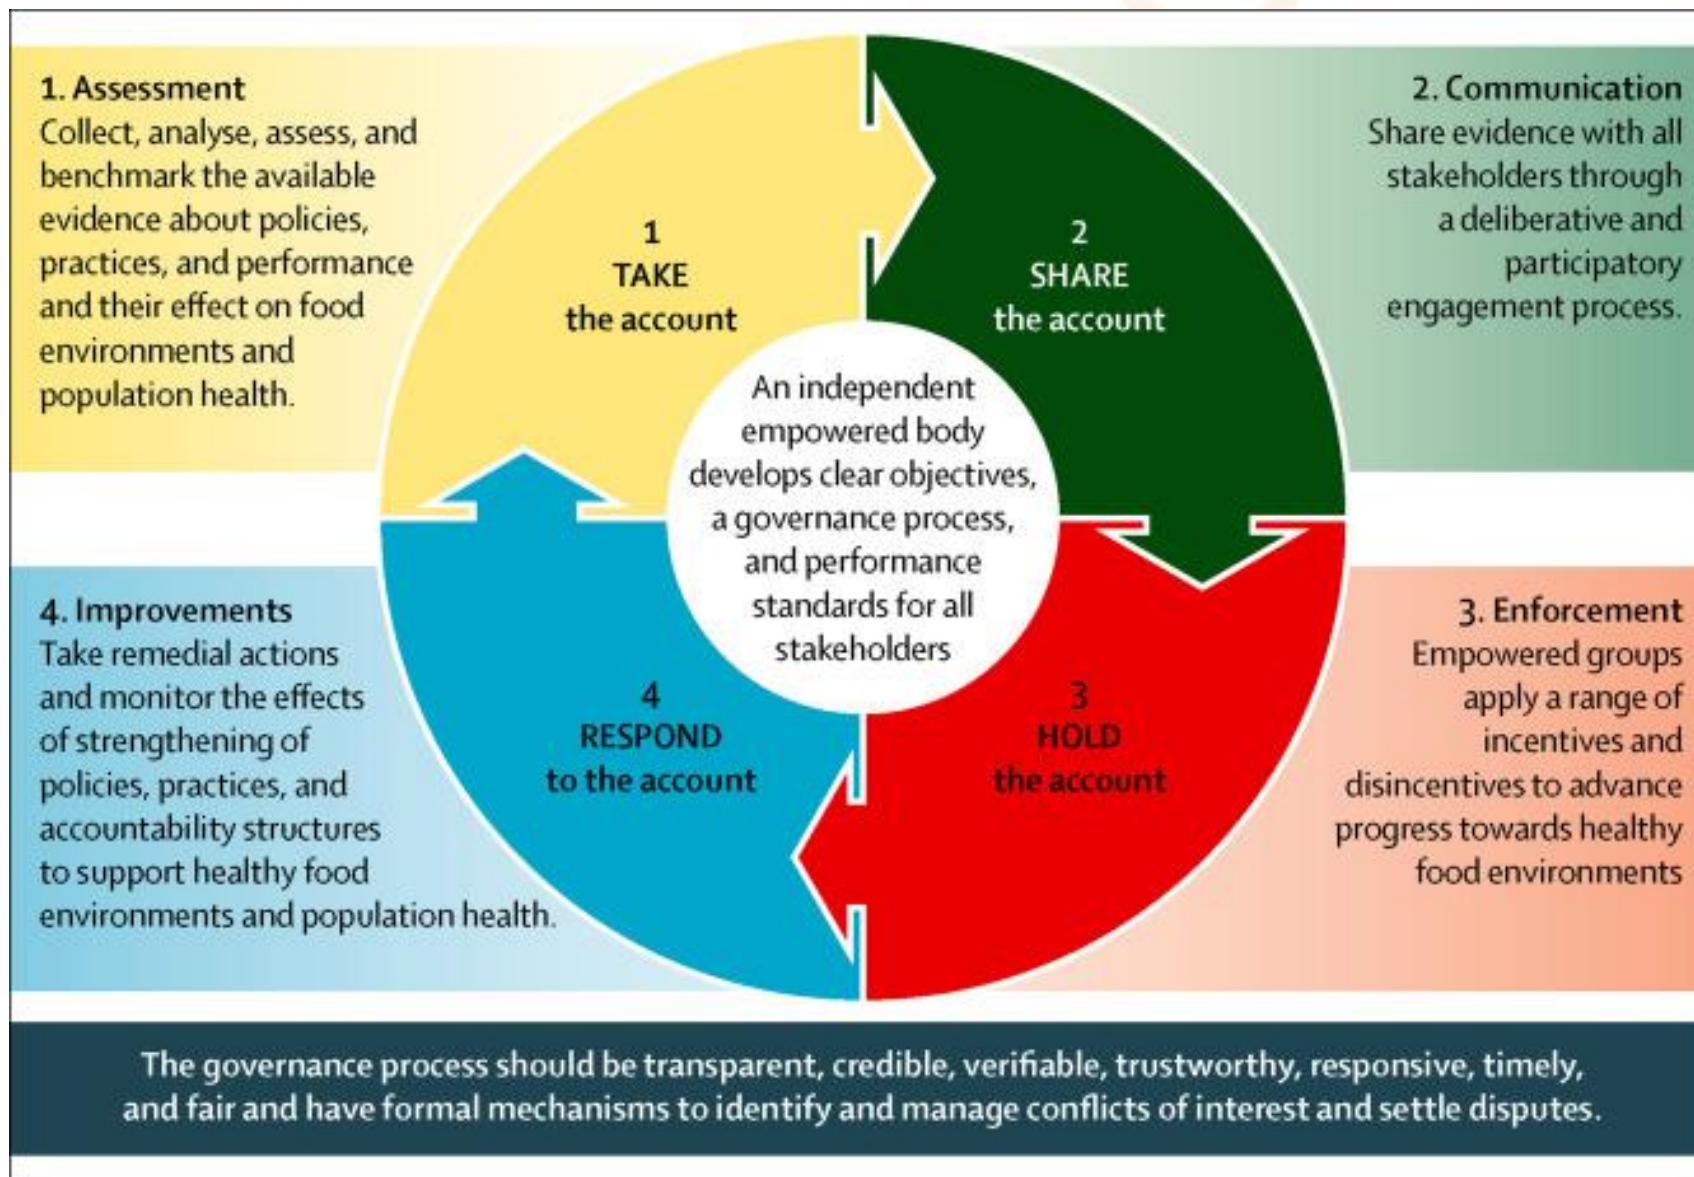 1. Assessment
Collect, analyse, assess, and
benchmark the available
evidence about policies,
practices, and performance
and their effect on food
environments and
population health.
2. Communication
Share evidence with all
stakeholders through
a deliberative and
participatory
engagement process.
1
TAKE
the account
2
SHARE
the account
An independent
empowered body
develops clear objectives,
a governance process,
and performance
standards for all
stakeholders
4. Improvements
Take remedial actions
and monitor the effects
of strengthening of
policies, practices, and
accountability structures
to support healthy food
environments and population health.
4
RESPOND
to the account
3
HOLD
the account
3. Enforcement
Empowered groups
apply a range of
incentives and
disincentives to advance
progress towards healthy
food environments
The governance process should be transparent, credible, verifiable, trustworthy, responsive, timely,
and fair and have formal mechanisms to identify and manage conflicts of interest and settle disputes.